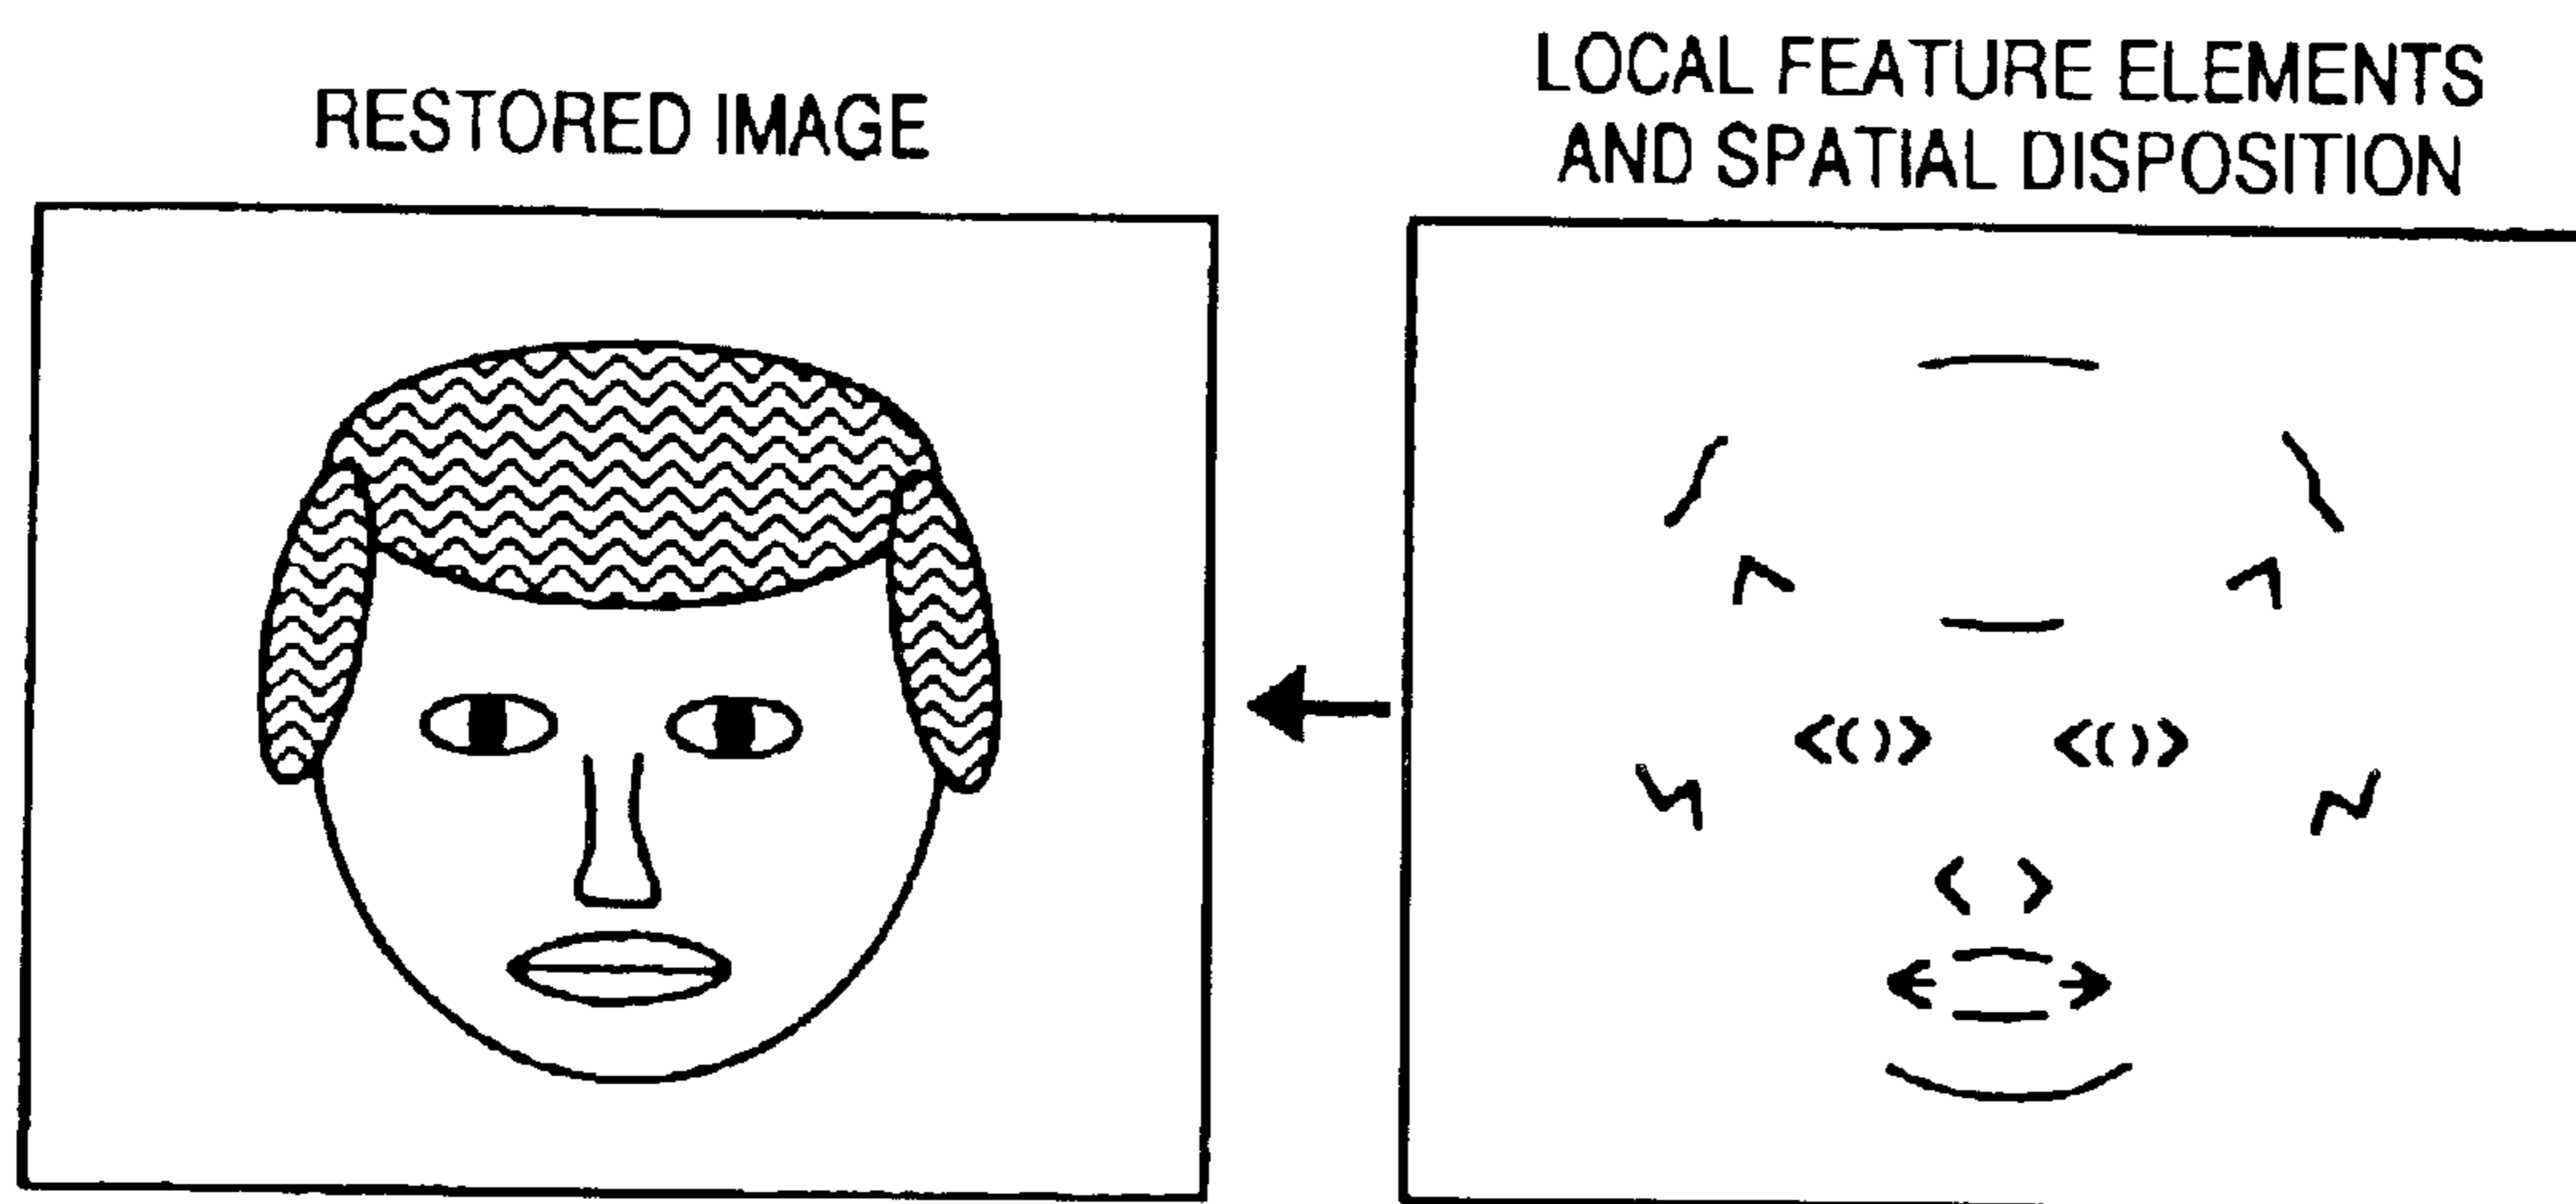 RESTORED IMAGE
LOCAL FEATURE ELEMENTS
AND SPATIAL DISPOSITION